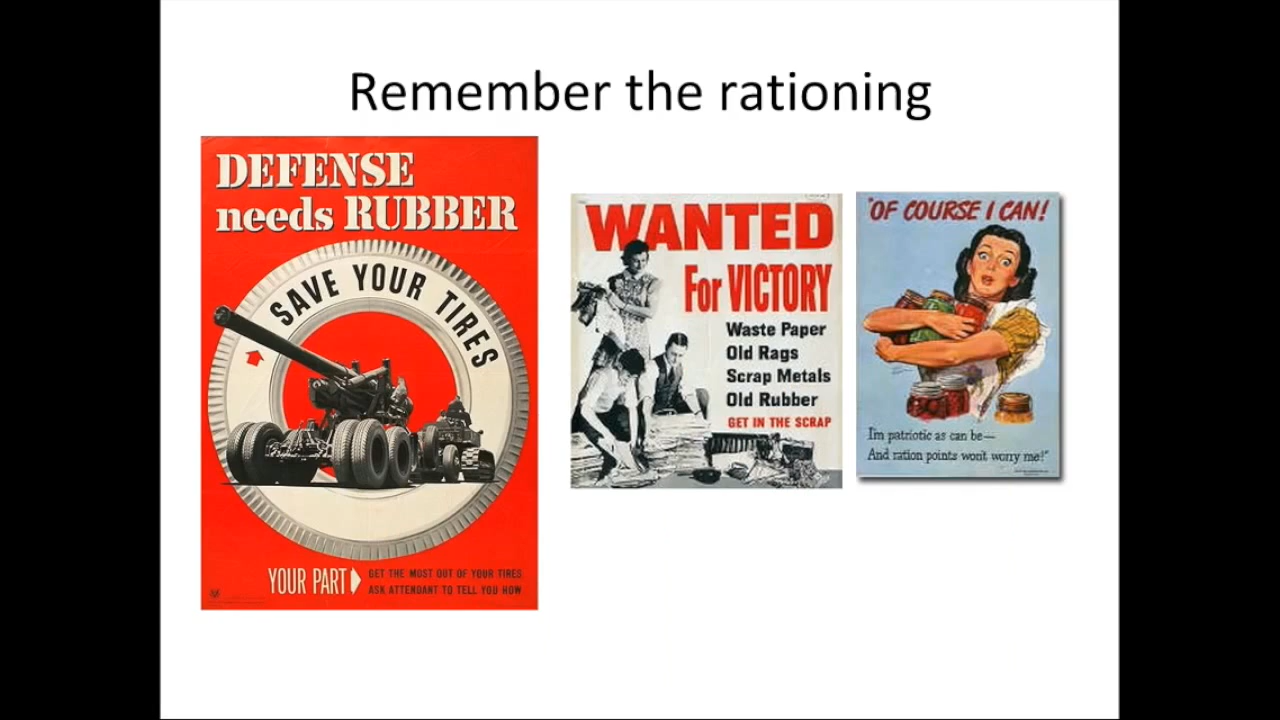 Remember the rationing
DEFENSE
needs RUBBER
SAVE YOUR TIRES
YOUR PART
GET THE MOST OUT OF YOUR TIRES
ASK ATTENDANT TO TELL YOU HOW
WANTED
For VICTORY
Waste Paper
Old Rags
Scrap Metals
Old Rubber
GET IN THE SCRAP
"OF COURSE I CAN!
I'm patriotic as can be—
And ration points won't worry me!"